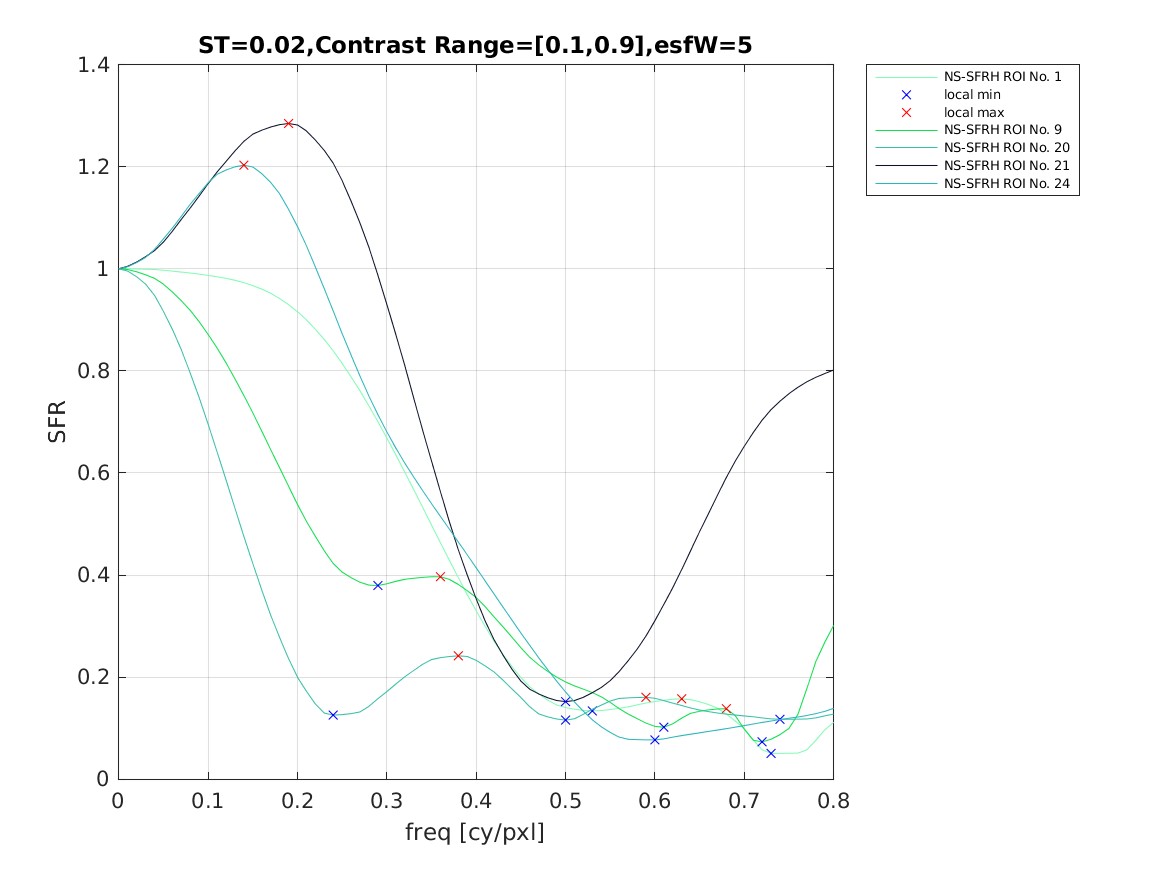 ST=0.02,Contrast Range=[0.1,0.9],esfW=5
NS-SFRH ROI No. 1
local min
local max
NS-SFRH ROI No. 9
NS-SFRH ROI No. 20
NS-SFRH ROI No. 21
NS-SFRH ROI No. 24
1.4
1.2
1
0.8
0.6
0.4
0.2
0
SFR
0 0.1 0.2 0.3 0.4 0.5 0.6 0.7 0.8
freq [cy/pxl]